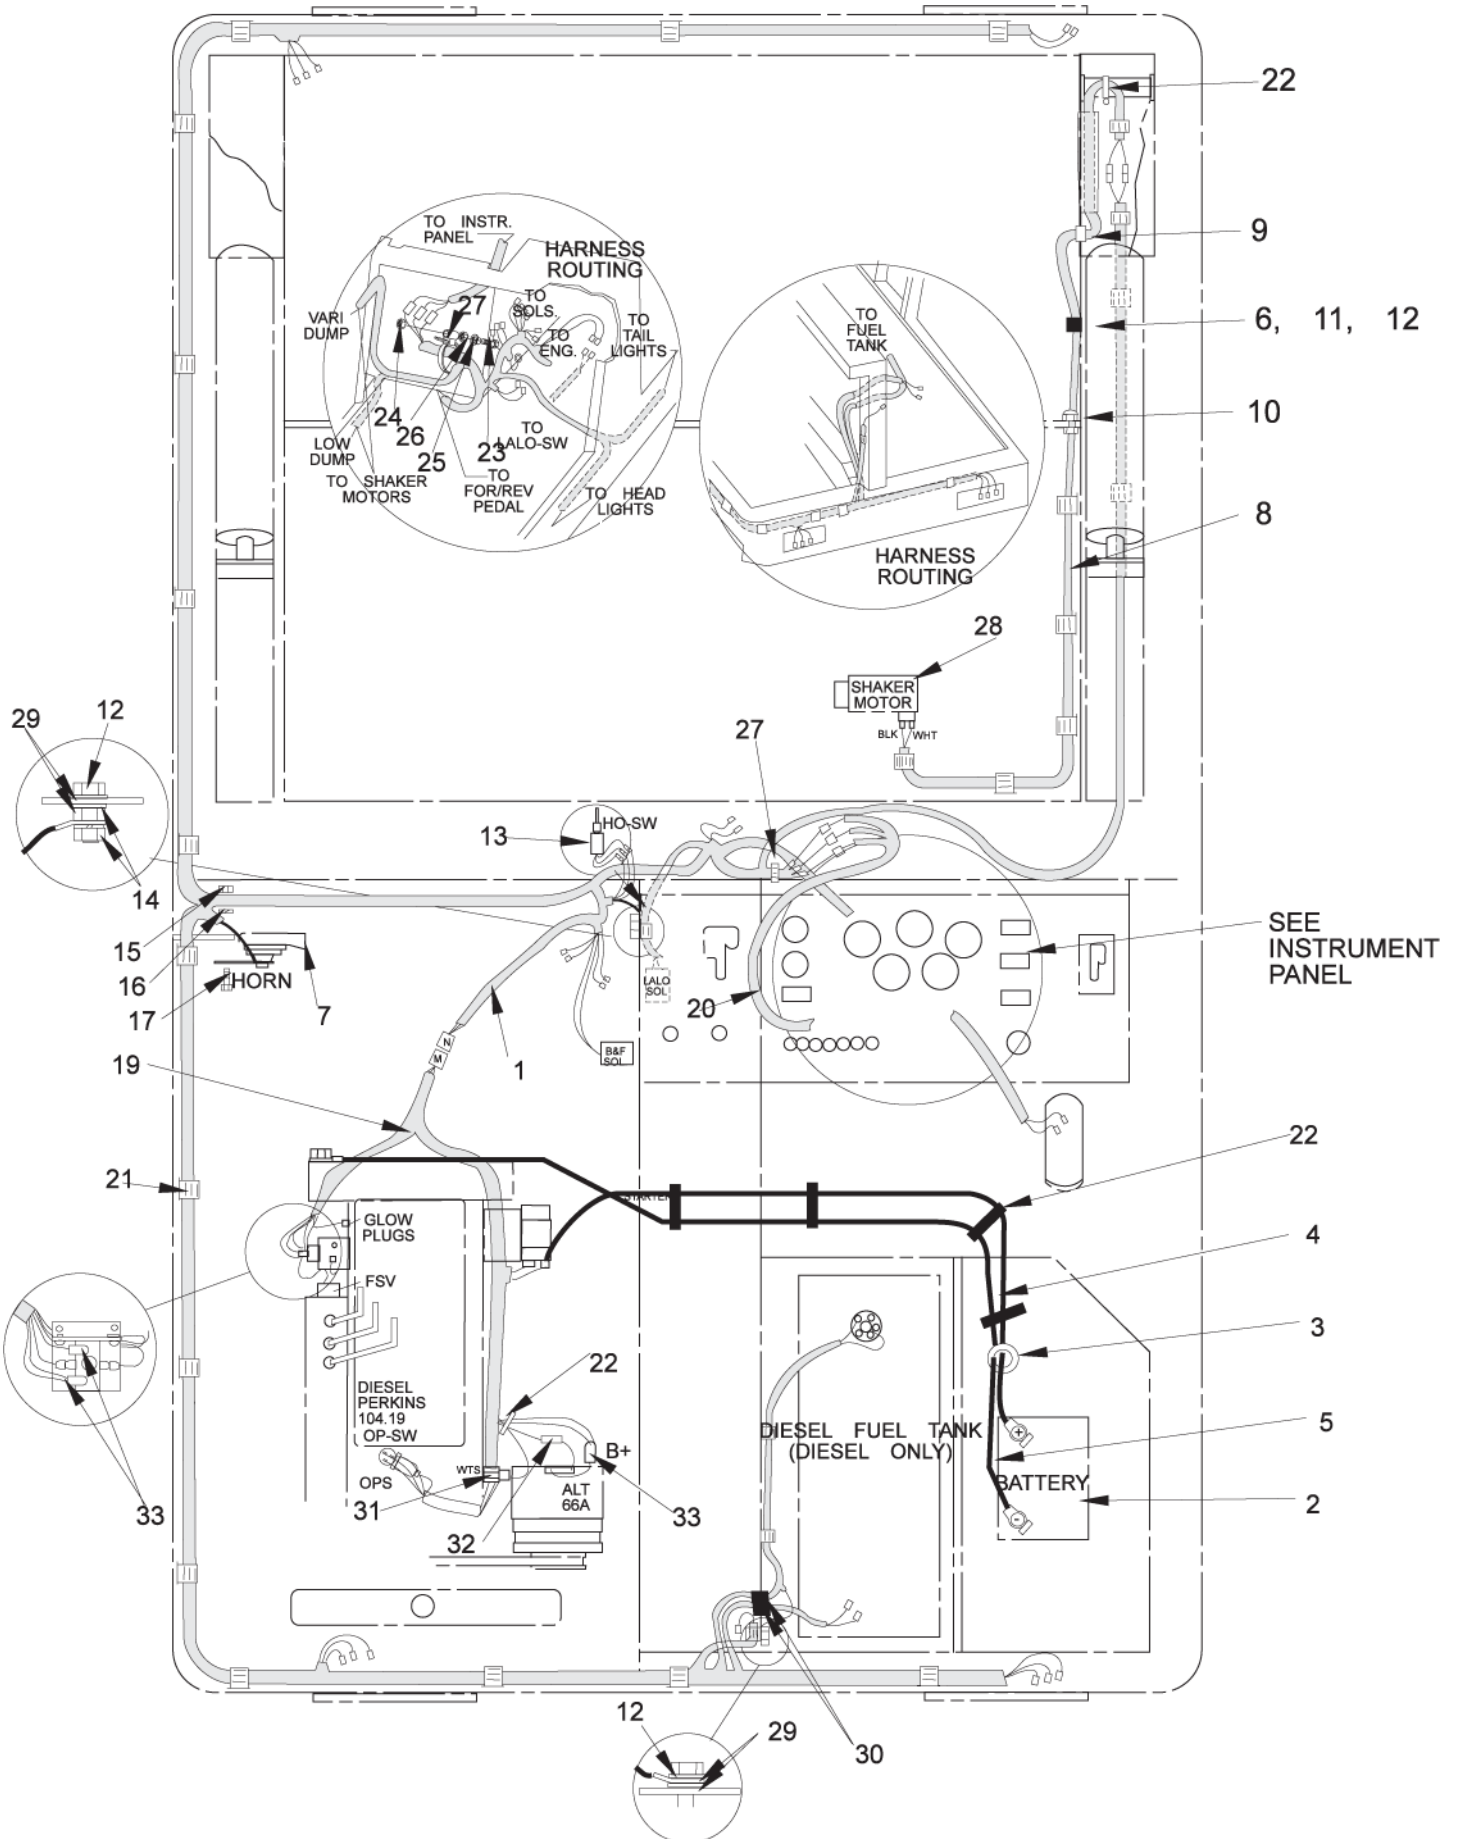 22
TO INSTR.
PANEL
HARNESS
ROUTING
9
27
TO
SOLS.
VARI
DUMP
TO
ENG.
TO
TAIL
LIGHTS
TO
FUEL
TANK
6, 11, 12
24
26
25
23
TO
LALO-SW
10
LOW
DUMP
TO SHAKER
MOTORS
TO
FOR/REV
PEDAL
TO HEAD
LIGHTS
8
HARNESS
ROUTING
28
SHAKER
MOTOR
BLK
WHT
29
12
27
13
HO-SW
14
15
16
17
HORN
7
LALO
SOL
20
SEE
INSTRUMENT
PANEL
N
M
B&F
SOL
1
19
22
21
STARTER
4
GLOW
PLUGS
FSV
3
22
DIESEL
PERKINS
104.19
OP-SW
DIESEL FUEL TANK
(DIESEL ONLY)
+
5
B+
WTS
OPS
ALT
66A
BATTERY
-
2
33
31
32
33
12
29
30